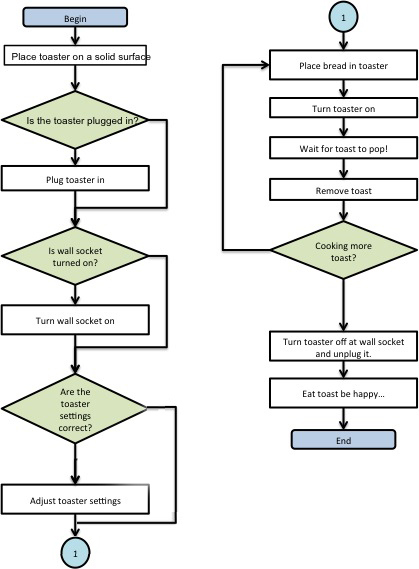 Begin
Place toaster on a solid surface
Is the toaster plugged in?
Plug toaster in
Is wall socket
turned on?
Turn wall socket on
Are the
toaster
settings
correct?
Adjust toaster settings
1
1
Place bread in toaster
Turn toaster on
Wait for toast to pop!
Remove toast
Cooking more
toast?
Turn toaster off at wall socket
and unplug it.
Eat toast be happy...
End